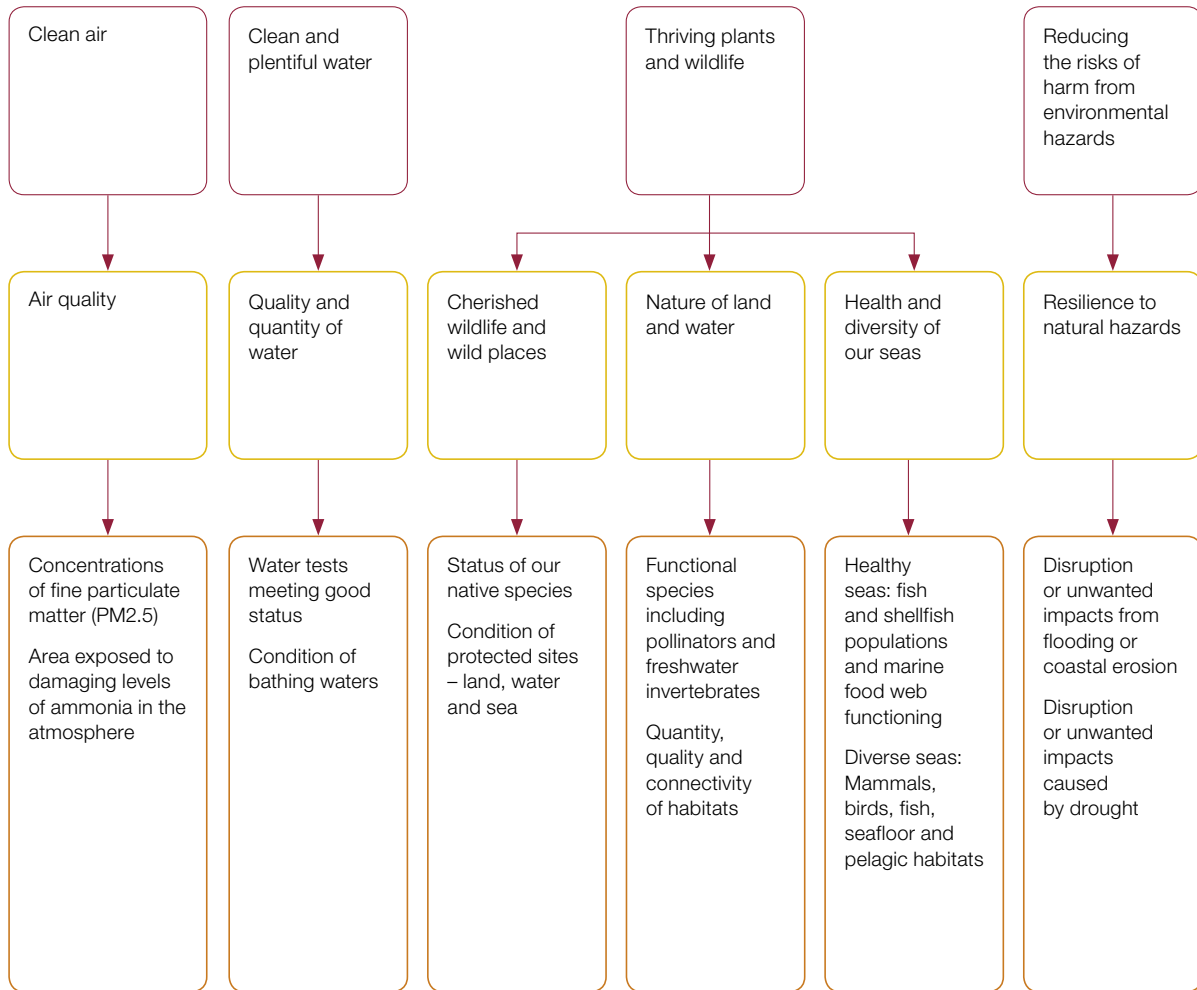 Clean air
Clean and
plentiful water
Thriving plants
and wildlife
Reducing
the risks of
harm from
environmental
hazards
Air quality
Quality and
quantity of
water
Cherished
wildlife and
wild places
Nature of land
and water
Health and
diversity of
our seas
Resilience to
natural hazards
Concentrations
of fine particulate
matter (PM2.5)
Area exposed to
damaging levels
of ammonia in the
atmosphere
Water tests
meeting good
status
Condition of
bathing waters
Status of our
native species
Condition of
protected sites
– land, water
and sea
Functional
species
including
pollinators and
freshwater
invertebrates
Quantity,
quality and
connectivity
of habitats
Healthy
seas: fish
and shellfish
populations
and marine
food web
functioning
Diverse seas:
Mammals,
birds, fish,
seafloor and
pelagic habitats
Disruption
or unwanted
impacts from
flooding or
coastal erosion
Disruption
or unwanted
impacts
caused
by drought